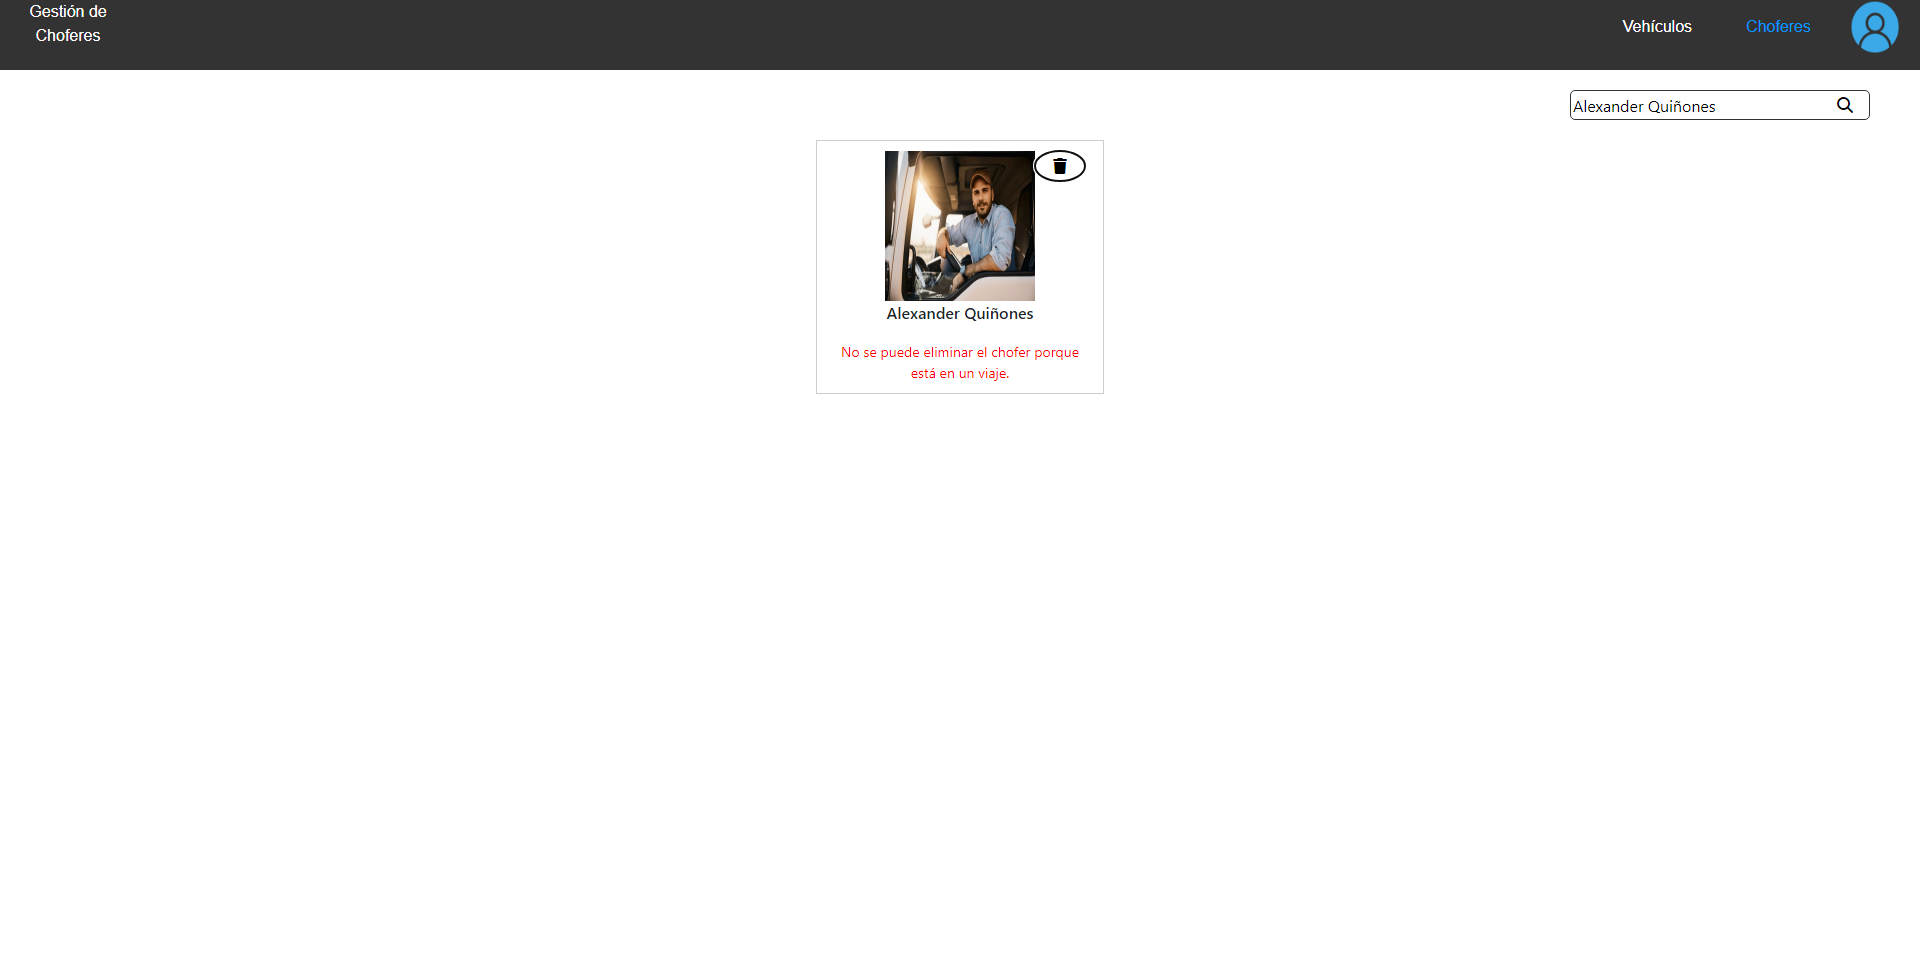 Gestión de
Choferes
Vehículos
Choferes
Alexander Quiñones
Alexander Quiñones
No se puede eliminar el chofer porque
está en un viaje.